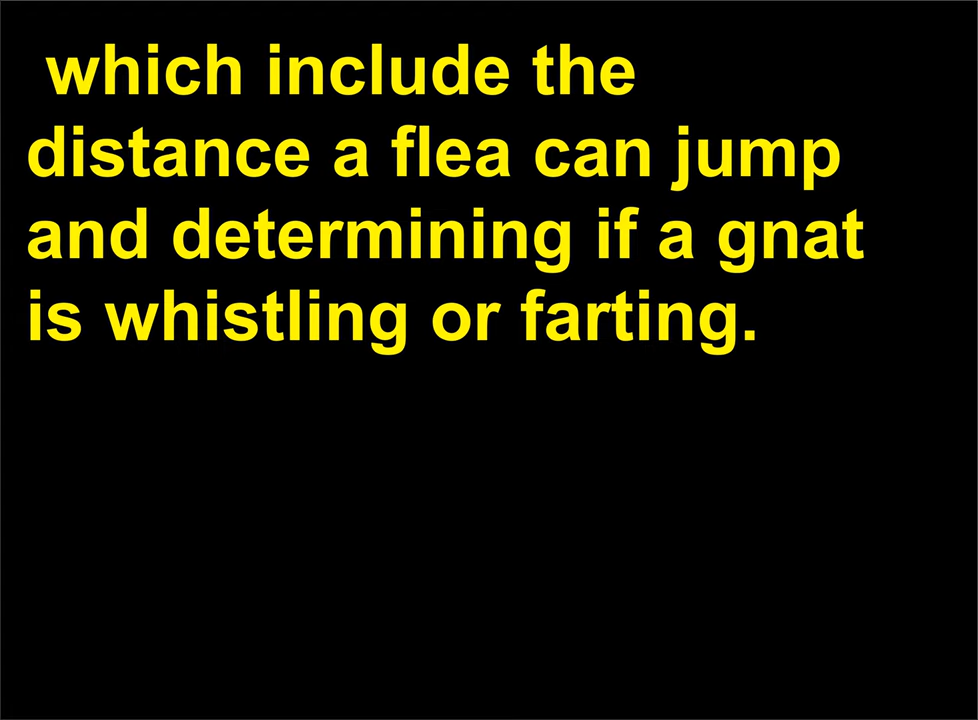 which include the
distance a flea can jump
and determining if a gnat
is whistling or farting.